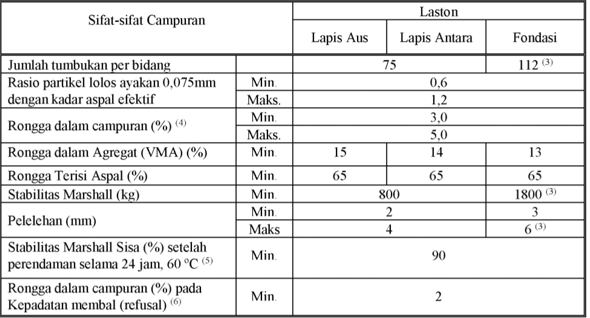 Sifat-sifat Campuran Laston
Lapis Aus Lapis Antara Fondasi
Jumlah tumbukan per bidang 75 112 (3)
Rasio partikel lolos ayakan 0,075mm Min. 0,6
dengan kadar aspal efektif Maks. 1,2
Rongga dalam campuran (%) (4) Min. 3,0
Maks. 5,0
Rongga dalam Agregat (VMA) (%) Min. 15 14 13
Rongga Terisi Aspal (%) Min. 65 65 65
Stabilitas Marshall (kg) Min. 800 1800 (3)
Pelelehan (mm) Min. 2 3
Maks 4 6 (3)
Stabilitas Marshall Sisa (%) setelah
perendaman selama 24 jam, 60 °C (5) Min. 90
Rongga dalam campuran (%) pada
Kepadatan membal (refusal) (6) Min. 2